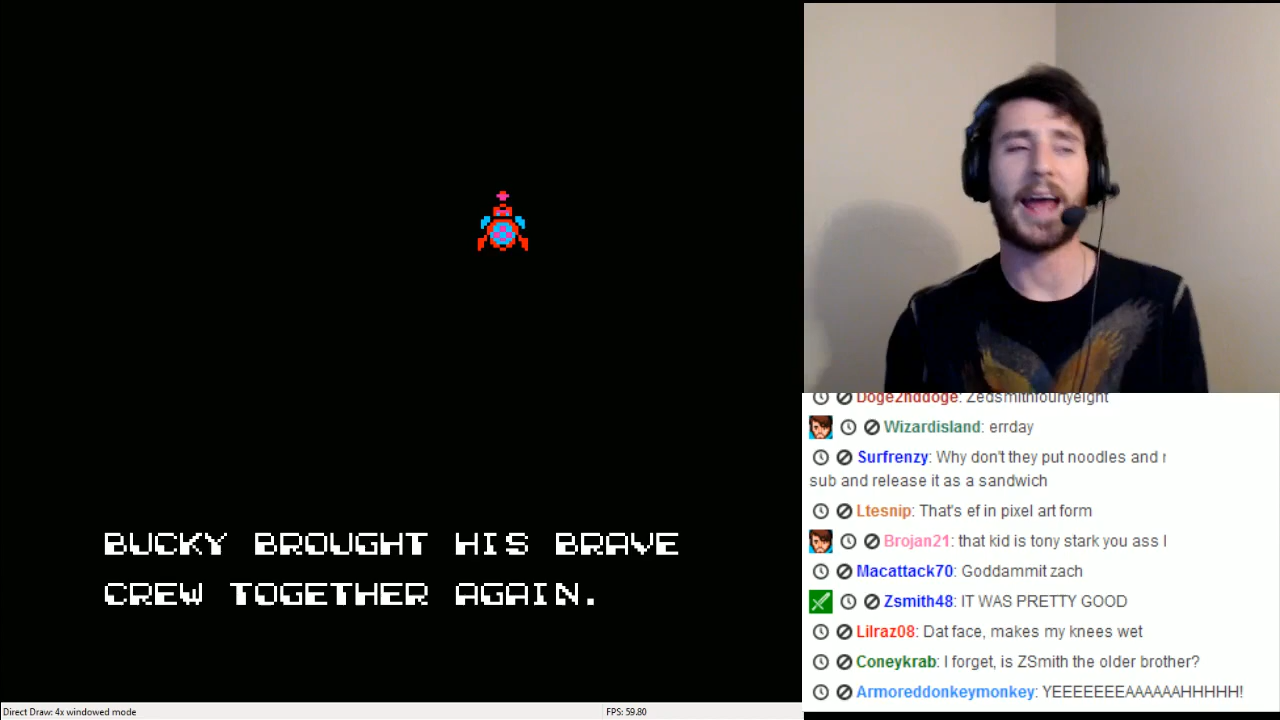 BUCKY BROUGHT HIS BRAVE
CREW TOGETHER AGAIN.
Direct Draw: 4x windowed mode
FPS: 59.80
Doge2nddoge: Zedsmithfourtyeight
Wizardisland: errday
Surfrenzy: Why don't they put noodles and
sub and release it as a sandwich
Ltesnip: That's ef in pixel art form
Brojan21: that kid is tony stark you ass
Macattack70: Goddammit zach
Zsmith48: IT WAS PRETTY GOOD
Lilraz08: Dat face, makes my knees wet
Coneykrab: I forget, is ZSmith the older brother?
Armoreddonkeymonkey: YEEEEEEEAAAAAAHHHHH!